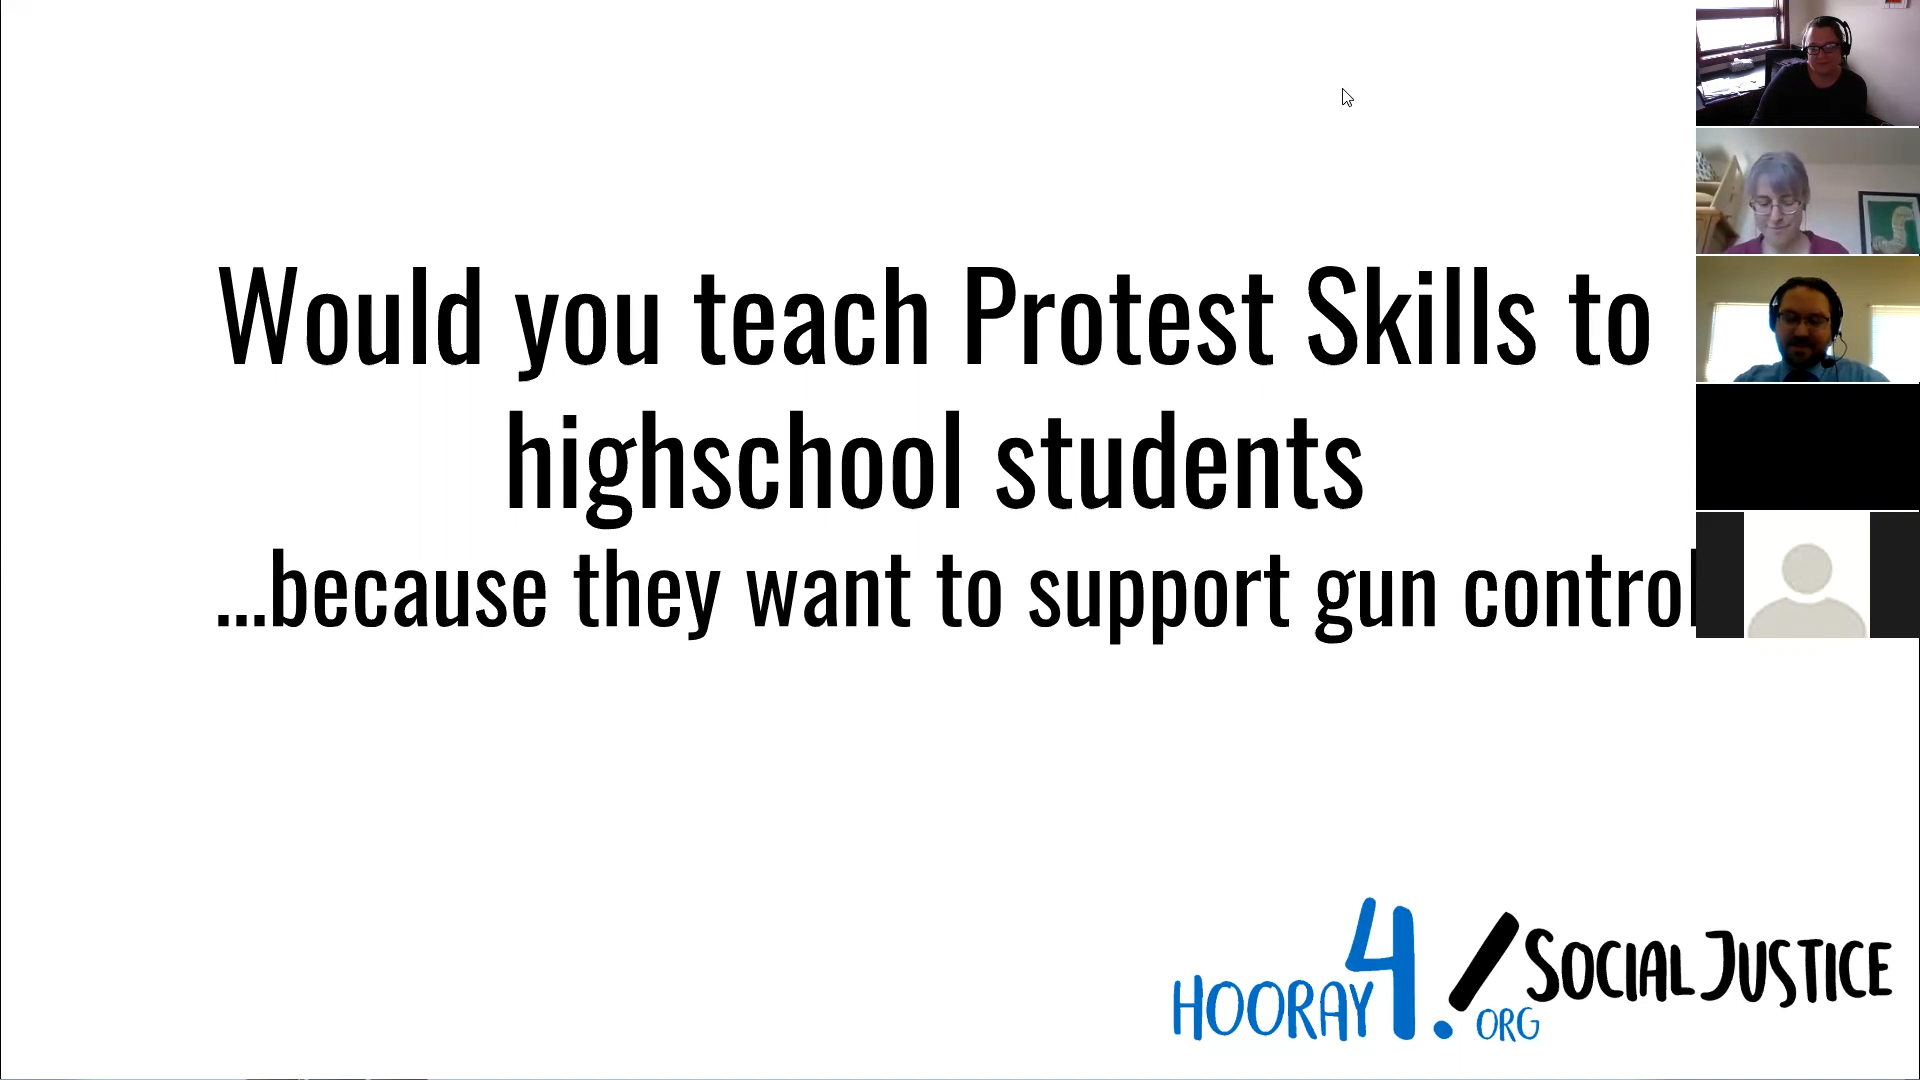 Would you teach Protest Skills to
highschool students
...because they want to support gun control
HOORAY4.ORG/SOCIALJUSTICE